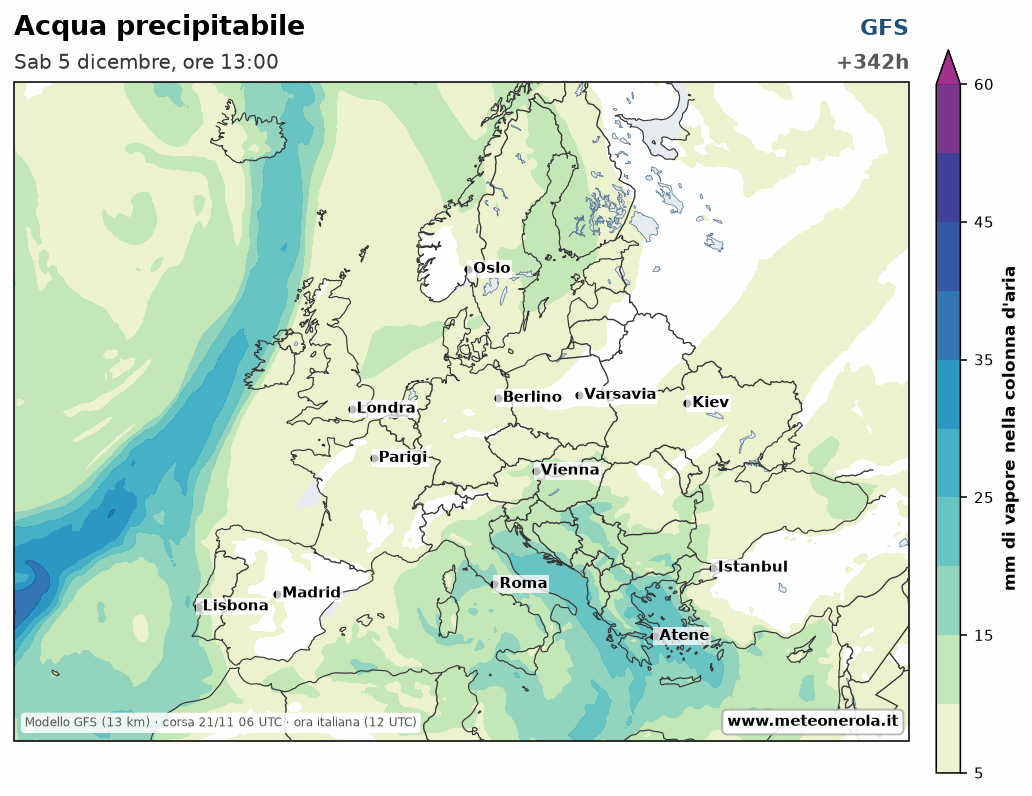 Acqua precipitabile
GFS
Sab 5 dicembre, ore 13:00
+342h
60
45
35
25
15
5
mm di vapore nella colonna d'aria
Oslo
Londra
Berlino
Varsavia
Kiev
Parigi
Vienna
Istanbul
Roma
Madrid
Lisbona
Atene
Modello GFS (13 km) · corsa 21/11 06 UTC · ora italiana (12 UTC)
www.meteonerola.it